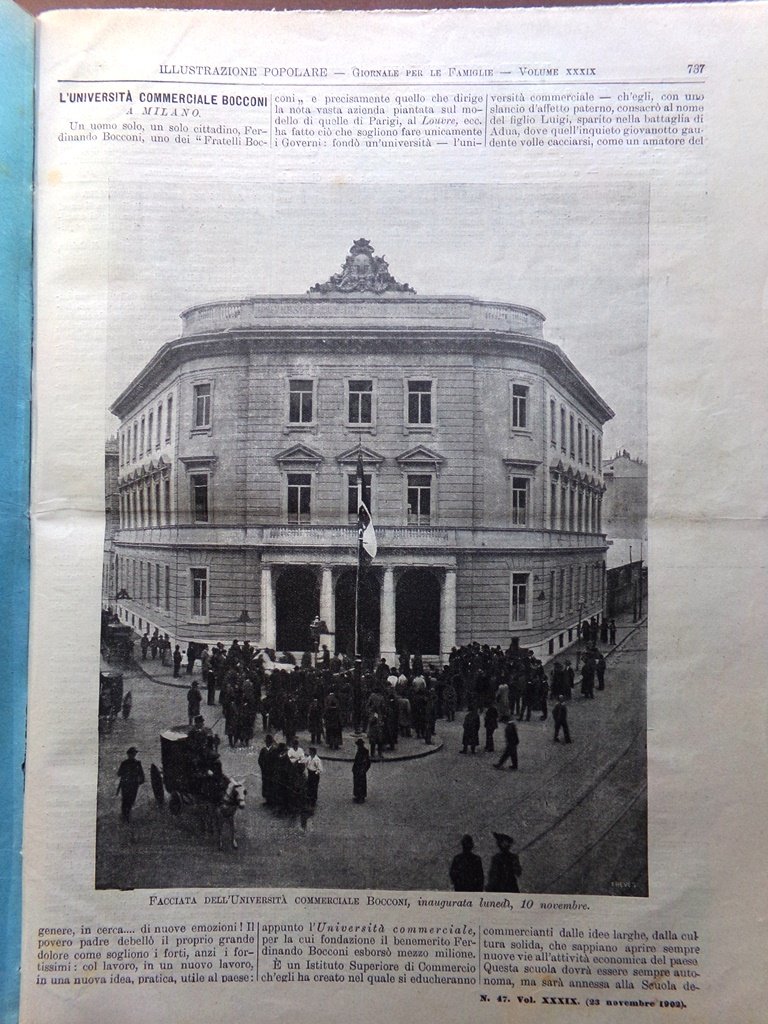 ILLUSTRAZIONE POPOLARE — GIORNALE PER LE FAMIGLIE — VOLUME XXXIX 737
L'UNIVERSITÀ COMMERCIALE BOCCONI
A MILANO.
Un uomo solo, un solo cittadino, Fer-
dinando Bocconi, uno dei "Fratelli Boc-
coni„ e precisamente quello che dirige
la nota vasta azienda piantata sul mo-
dello di quelle di Parigi, al Louvre, ecc.
ha fatto ciò che sogliono fare unicamente
i Governi: fondò un'università — l'uni-
versità commerciale — ch'egli, con uno
slancio d'affetto paterno, consacrò al nome
del figlio Luigi, sparito nella battaglia di
Adua, dove quell'inquieto giovanotto gau-
dente volle cacciarsi, come un amatore del
TREVES
FACCIATA DELL'UNIVERSITÀ COMMERCIALE BOCCONI, inaugurata lunedì, 10 novembre.
genere, in cerca.... di nuove emozioni! Il
povero padre debellò il proprio grande
dolore come sogliono i forti, anzi i for-
tissimi: col lavoro, in un nuovo lavoro,
in una nuova idea, pratica, utile al paese:
appunto l'Università commerciale,
per la cui fondazione il benemerito Fer-
dinando Bocconi esborsò mezzo milione.
È un Istituto Superiore di Commercio
ch'egli ha creato nel quale si educheranno
commercianti dalle idee larghe, dalla cul-
tura solida, che sappiano aprire sempre
nuove vie all'attività economica del paese
Questa scuola dovrà essere sempre auto-
noma, ma sarà annessa alla Scuola de-
N. 47. Vol. XXXIX. (23 novembre 1902).